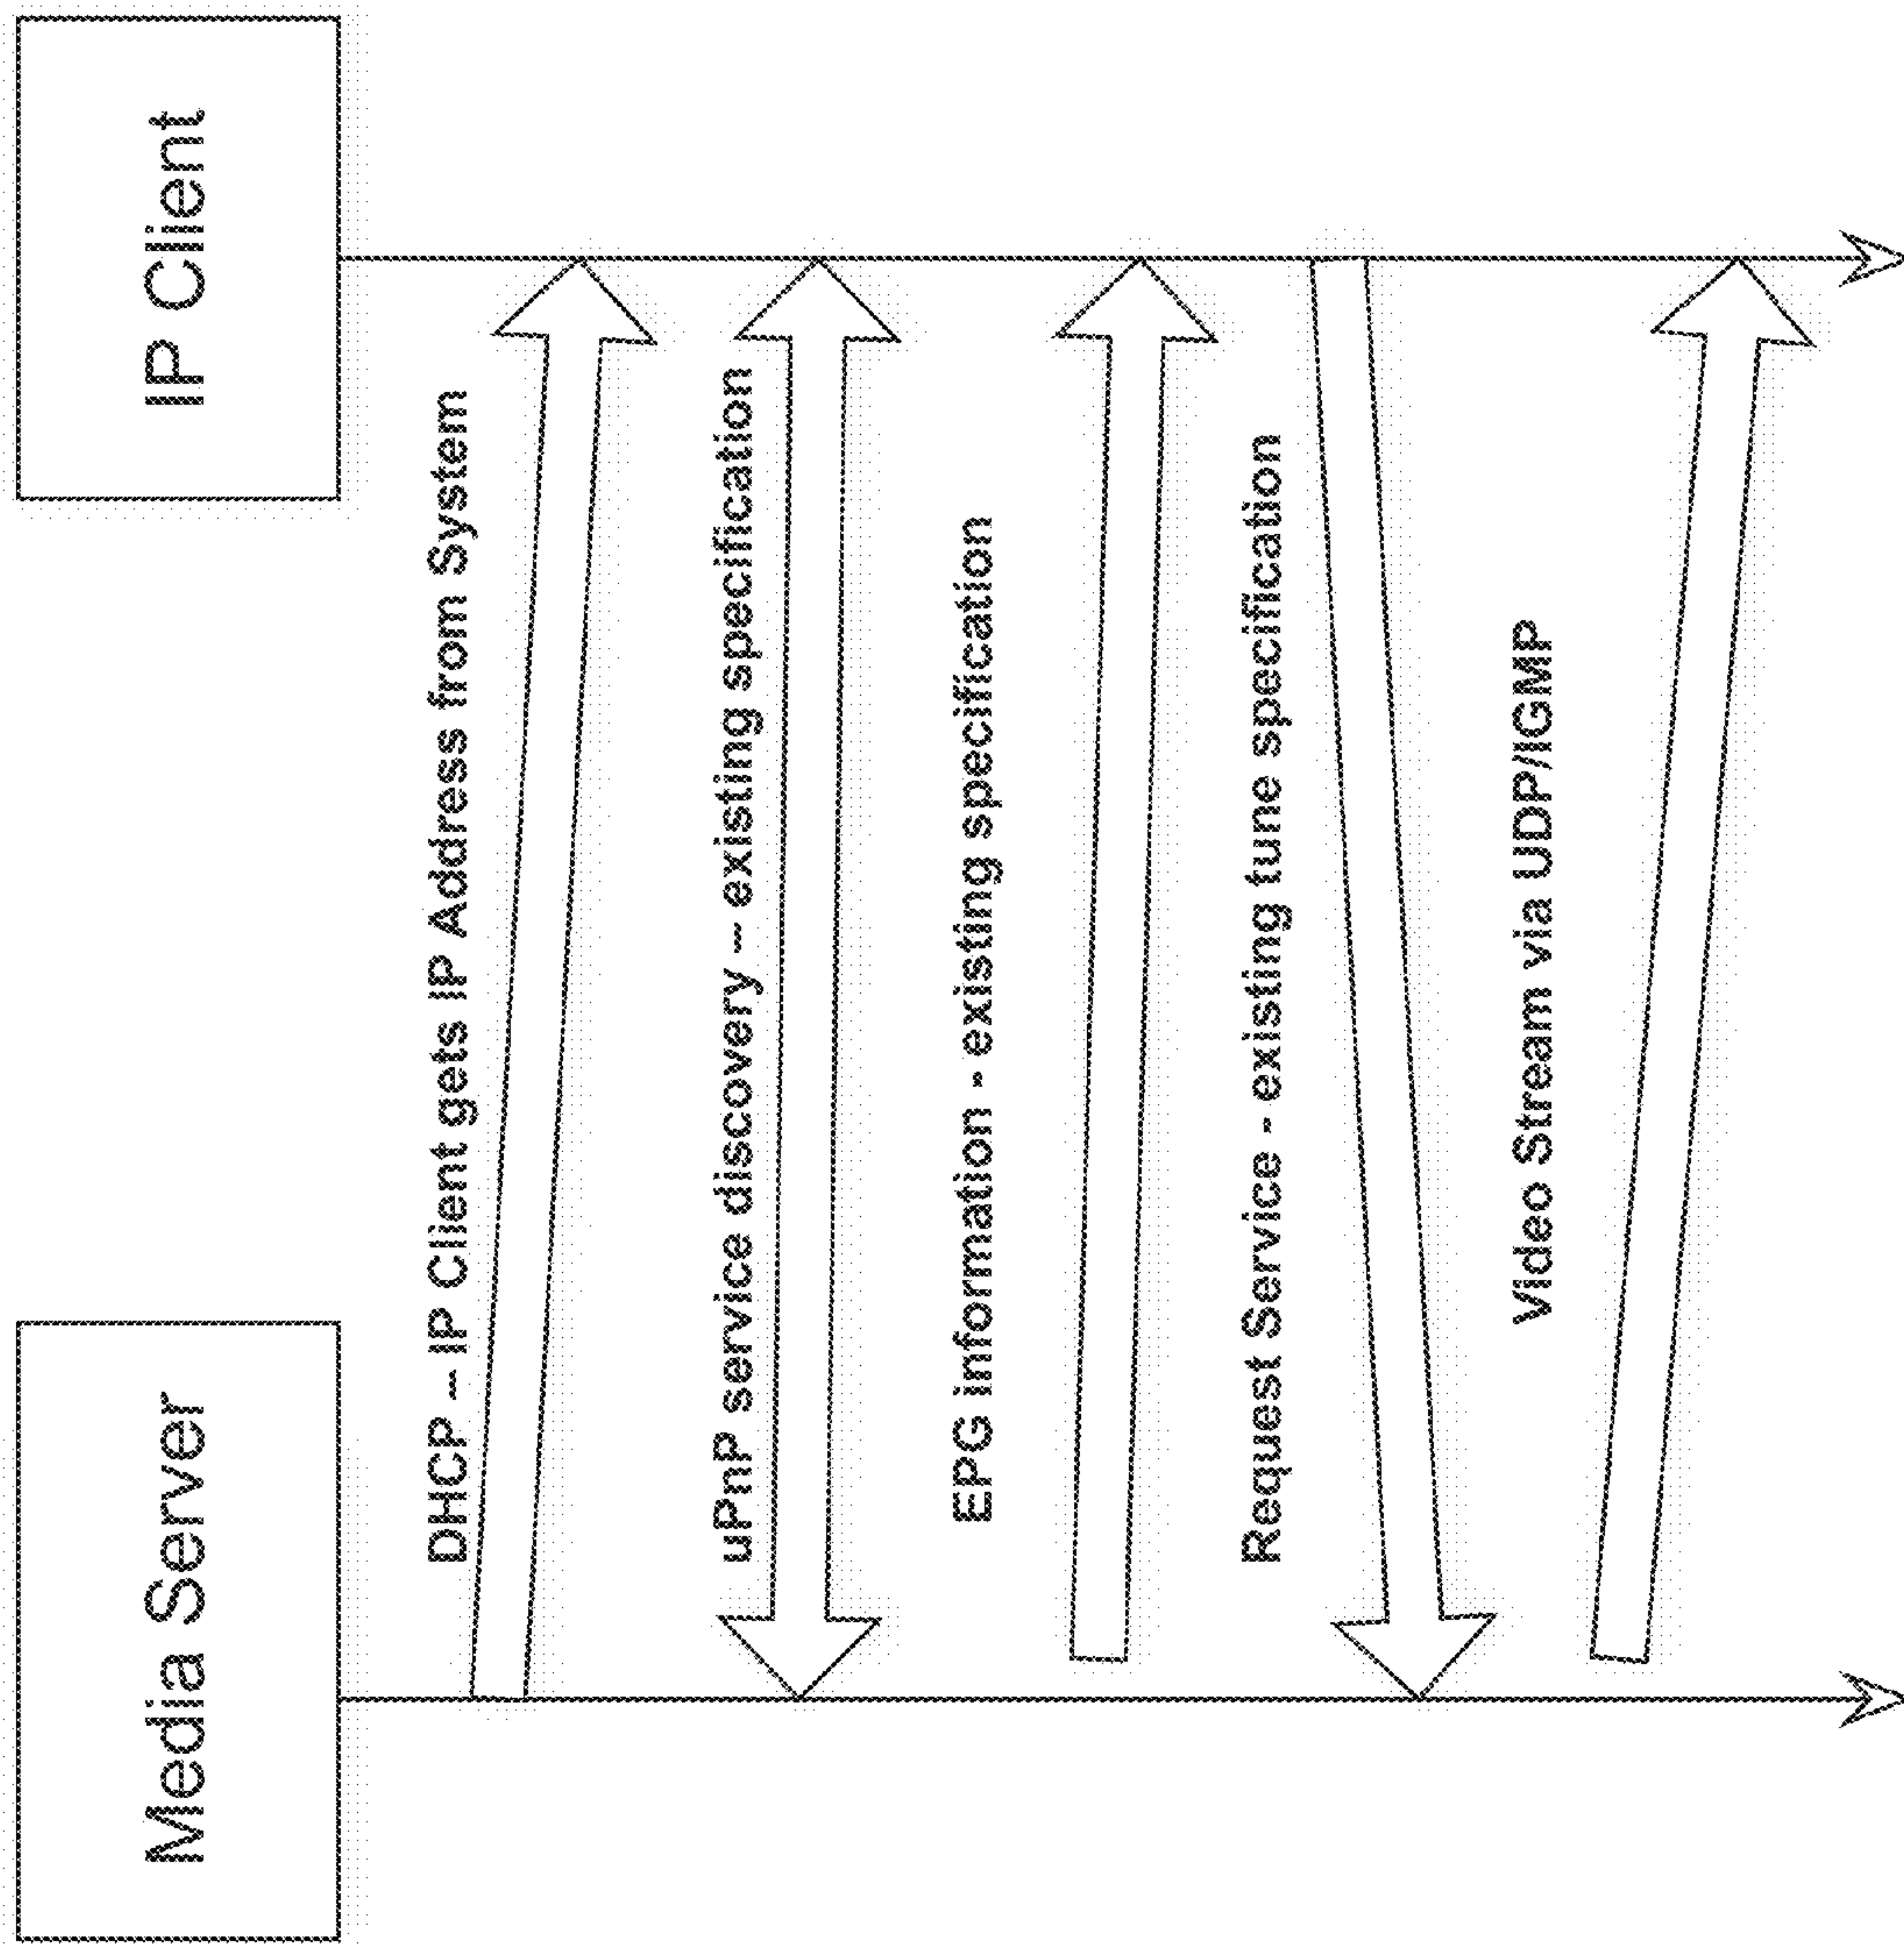 Media Server
IP Client
DHCP – IP Client gets IP Address from System
uPnP service discovery – existing specification
EPG information - existing specification
Request Service - existing tune specification
Video Stream via UDP/IGMP